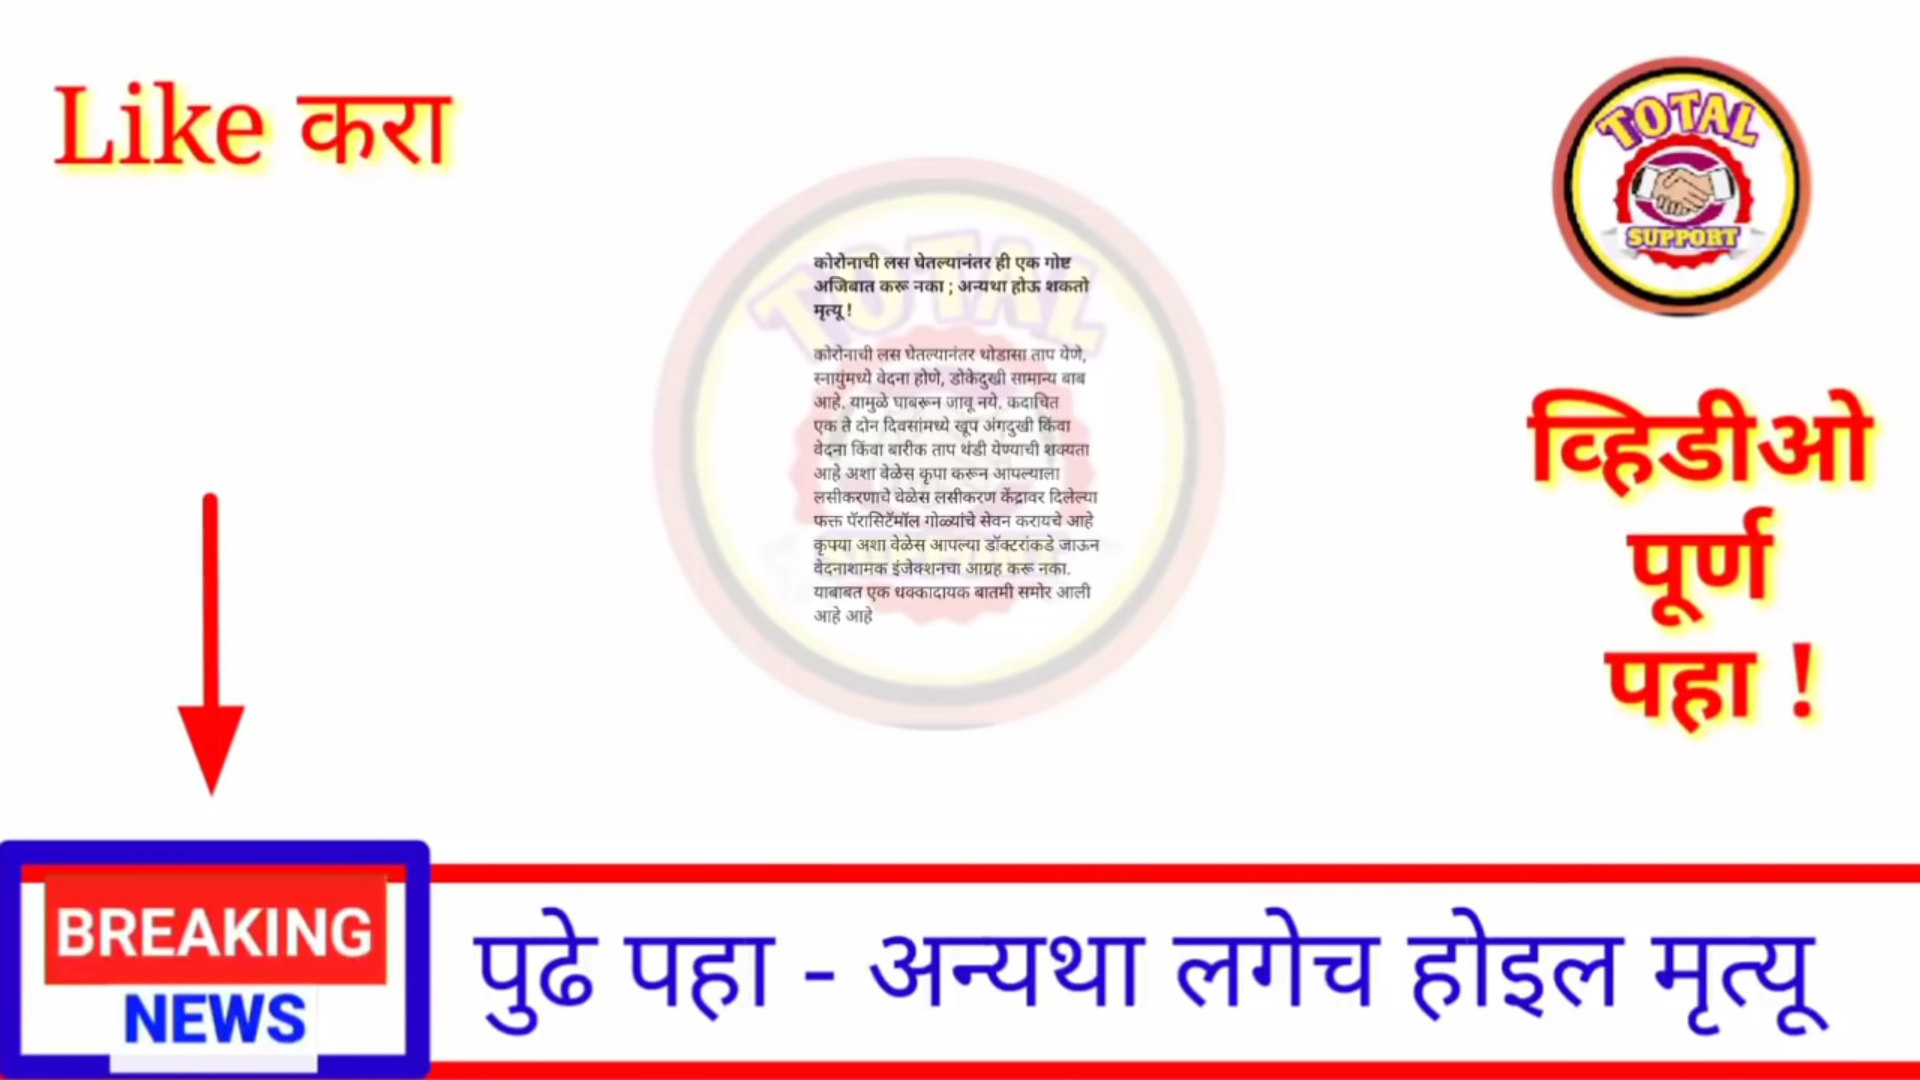 Like करा
TOTAL
SUPPORT
कोरोनाची लस घेतल्यानंतर ही एक गोष्ट
अजिबात करू नका ; अन्यथा होऊ शकतो
मृत्यू !
कोरोनाची लस घेतल्यानंतर थोडासा ताप येणे,
स्नायुंमध्ये वेदना होणे, डोकेदुखी सामान्य बाब
आहे. यामुळे घाबरून जावू नये. कदाचित
एक ते दोन दिवसांमध्ये खूप अंगदुखी किंवा
वेदना किंवा बारीक ताप थंडी येण्याची शक्यता
आहे अशा वेळेस कृपा करून आपल्याला
लसीकरणाचे वेळेस लसीकरण केंद्रावर दिलेल्या
फक्त पॅरासिटॅमॉल गोळ्यांचे सेवन करायचे आहे
कृपया अशा वेळेस आपल्या डॉक्टरांकडे जाऊन
वेदनाशामक इंजेक्शनचा आग्रह करू नका.
याबाबत एक धक्कादायक बातमी समोर आली
आहे आहे
TOTAL
व्हिडीओ
पूर्ण
पहा !
BREAKING
NEWS
पुढे पहा - अन्यथा लगेच होइल मृत्यू